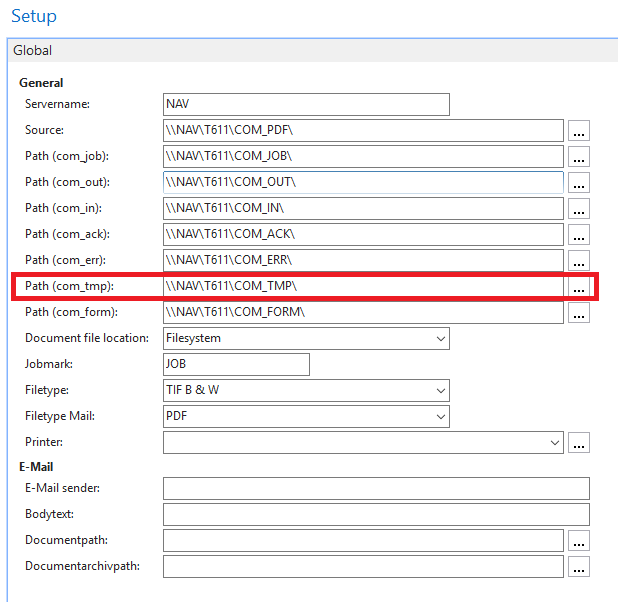 Setup
Global
General
Servername: NAV
Source: \\NAV\T611\COM_PDF\ ...
Path (com_job): \\NAV\T611\COM_JOB\ ...
Path (com_out): \\NAV\T611\COM_OUT\ ...
Path (com_in): \\NAV\T611\COM_IN\ ...
Path (com_ack): \\NAV\T611\COM_ACK\ ...
Path (com_err): \\NAV\T611\COM_ERR\ ...
Path (com_tmp): \\NAV\T611\COM_TMP\ ...
Path (com_form): \\NAV\T611\COM_FORM\ ...
Document file location: Filesystem
Jobmark: JOB
Filetype: TIF B & W
Filetype Mail: PDF
Printer: ...
E-Mail
E-Mail sender:
Bodytext:
Documentpath: ...
Documentarchivpath: ...